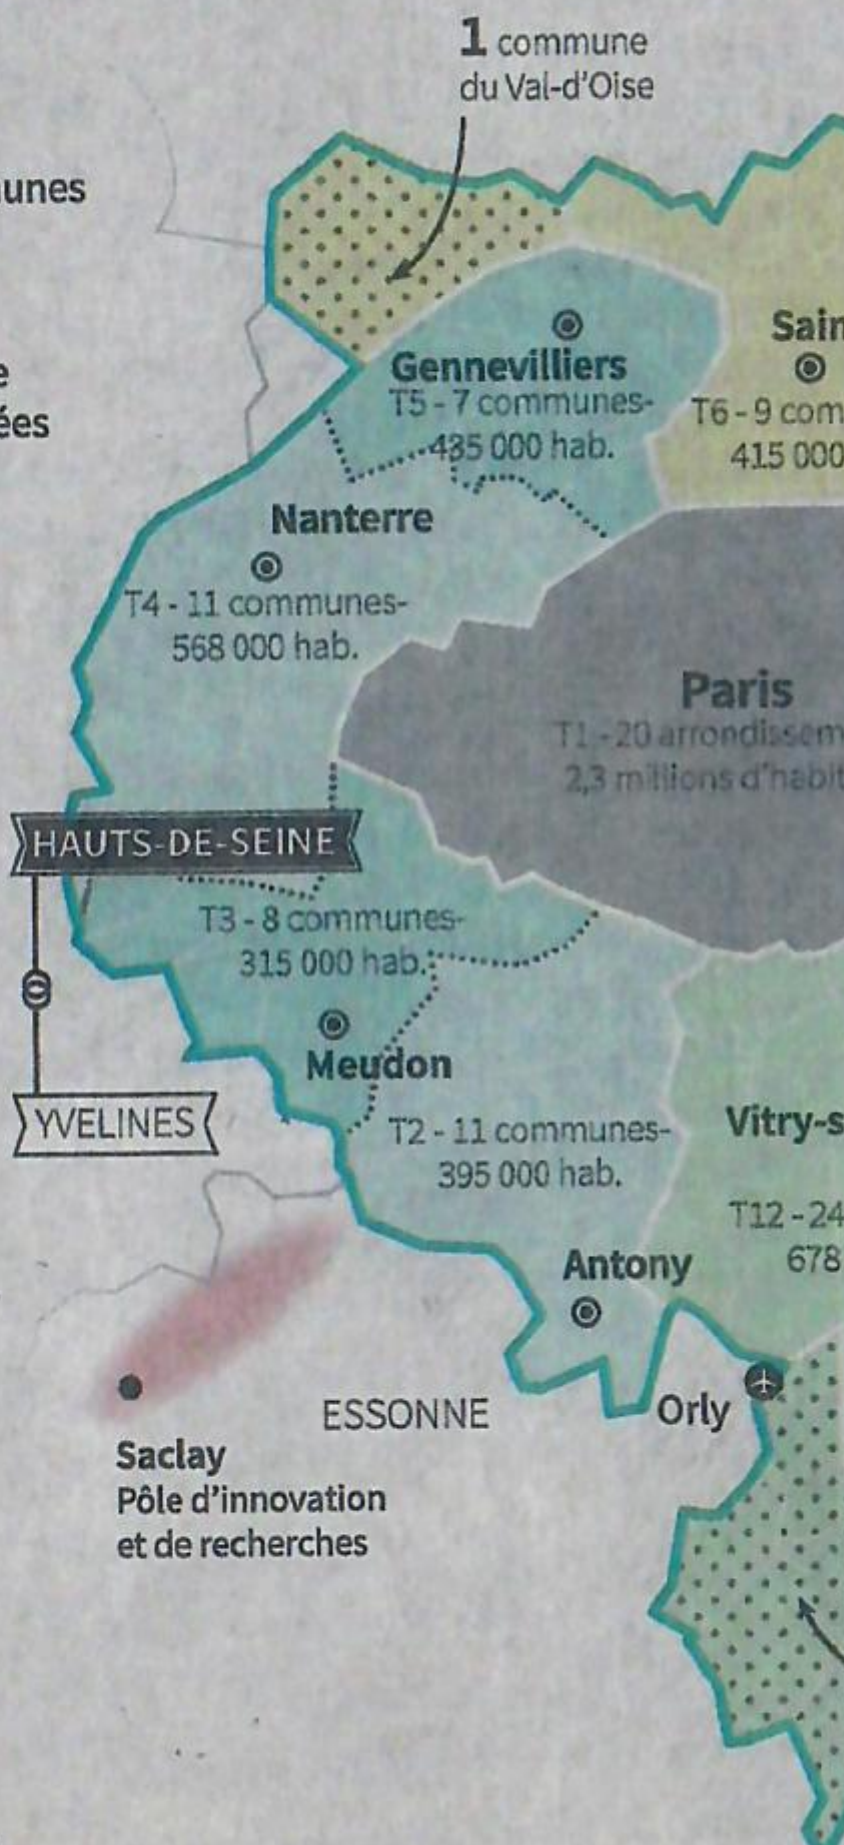 1 commune
du Val-d'Oise
unes
e
ées
Gennevilliers
T5 - 7 communes-
435 000 hab.
Sain
T6 - 9 com
415 000
Nanterre
T4 - 11 communes-
568 000 hab.
Paris
T1 - 20 arrondissem
2,3 millions d'habit
HAUTS-DE-SEINE
T3 - 8 communes-
315 000 hab.
Meudon
YVELINES
T2 - 11 communes-
395 000 hab.
Vitry-s
T12 - 24
678
Antony
Orly
ESSONNE
Saclay
Pôle d'innovation
et de recherches